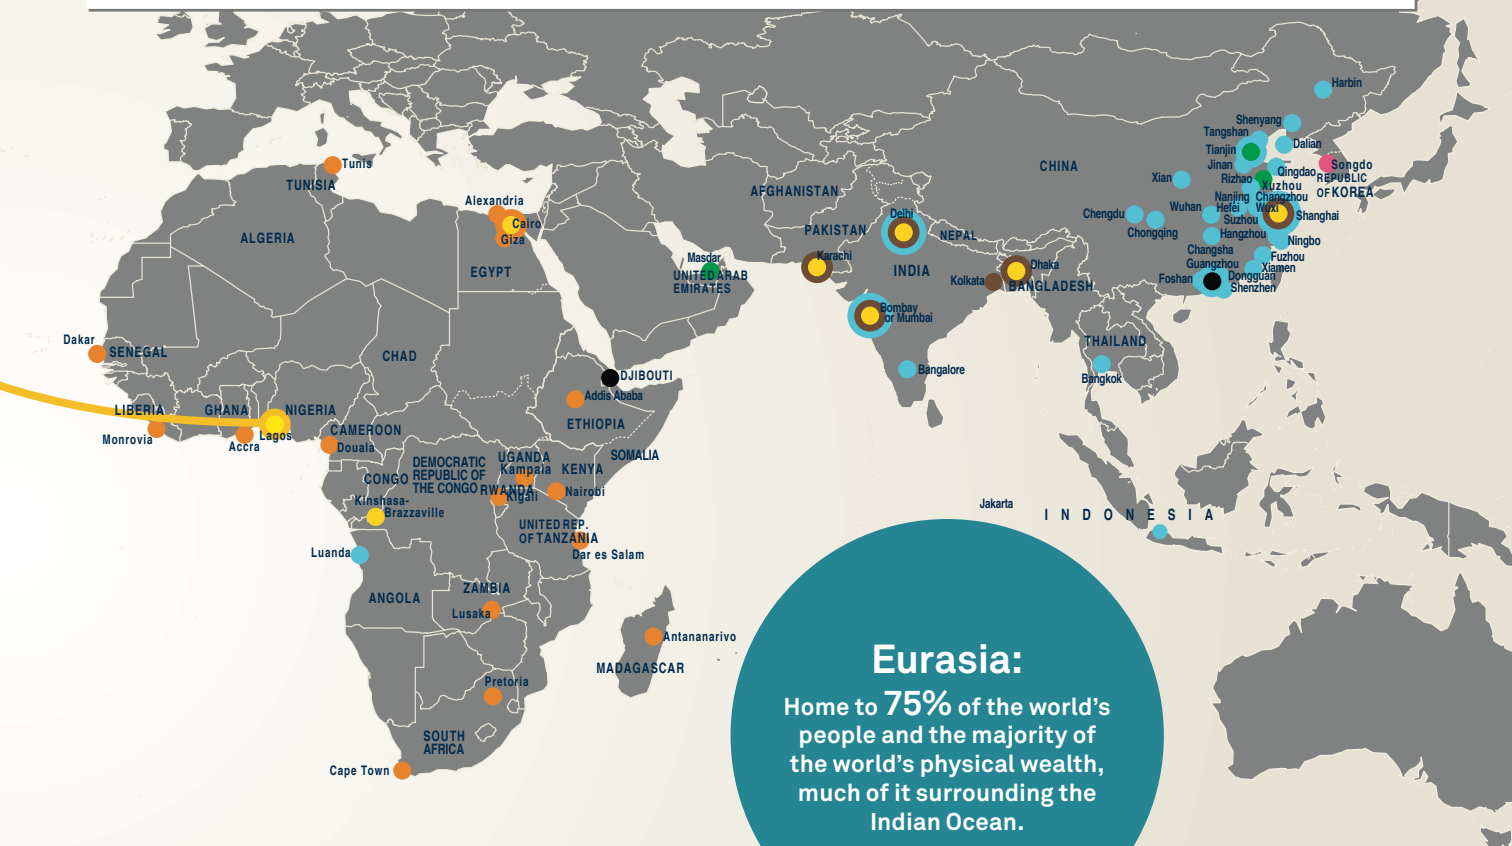 Harbin
Shenyang
Tangshan
Dalian
Tianjin
Jinan
Qingdao
Songdo
REPUBLIC
OF KOREA
Rizhao
Xuzhou
Xian
CHINA
Nanjing
Changzhou
Wuhan
Hefei
Wuxi
Suzhou
Shanghai
Chengdu
Chongqing
Hangzhou
Ningbo
Changsha
Fuzhou
Guangzhou
Xiamen
Foshan
Dongguan
Shenzhen
Tunis
TUNISIA
Alexandria
Cairo
Giza
ALGERIA
EGYPT
AFGHANISTAN
PAKISTAN
Delhi
NEPAL
Karachi
INDIA
Masdar
UNITED ARAB
EMIRATES
Kolkata
Dhaka
BANGLADESH
Bombay
or Mumbai
Bangalore
THAILAND
Bangkok
Dakar
SENEGAL
CHAD
DJIBOUTI
Addis Ababa
ETHIOPIA
LIBERIA
GHANA
NIGERIA
Monrovia
Accra
Lagos
CAMEROON
Douala
SOMALIA
UGANDA
Kampala
KENYA
DEMOCRATIC
REPUBLIC OF
THE CONGO
CONGO
RWANDA
Kigali
Nairobi
Kinshasa-
Brazzaville
UNITED REP.
OF TANZANIA
Dar es Salam
Luanda
ANGOLA
ZAMBIA
Lusaka
Antananarivo
MADAGASCAR
Pretoria
SOUTH
AFRICA
Cape Town
Jakarta
INDONESIA
Eurasia:
Home to 75% of the world's
people and the majority of
the world's physical wealth,
much of it surrounding the
Indian Ocean.